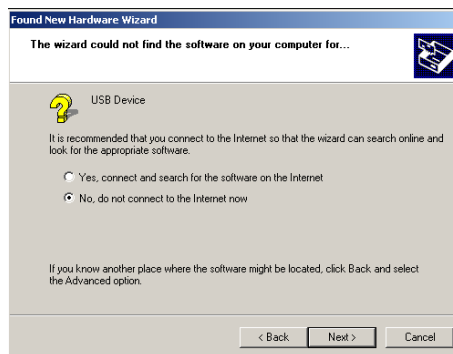 Found New Hardware Wizard
The wizard could not find the software on your computer for...
USB Device
It is recommended that you connect to the Internet so that the wizard can search online and
look for the appropriate software.
Yes, connect and search for the software on the Internet
No, do not connect to the Internet now
If you know another place where the software might be located, click Back and select
the Advanced option.
< Back Next > Cancel